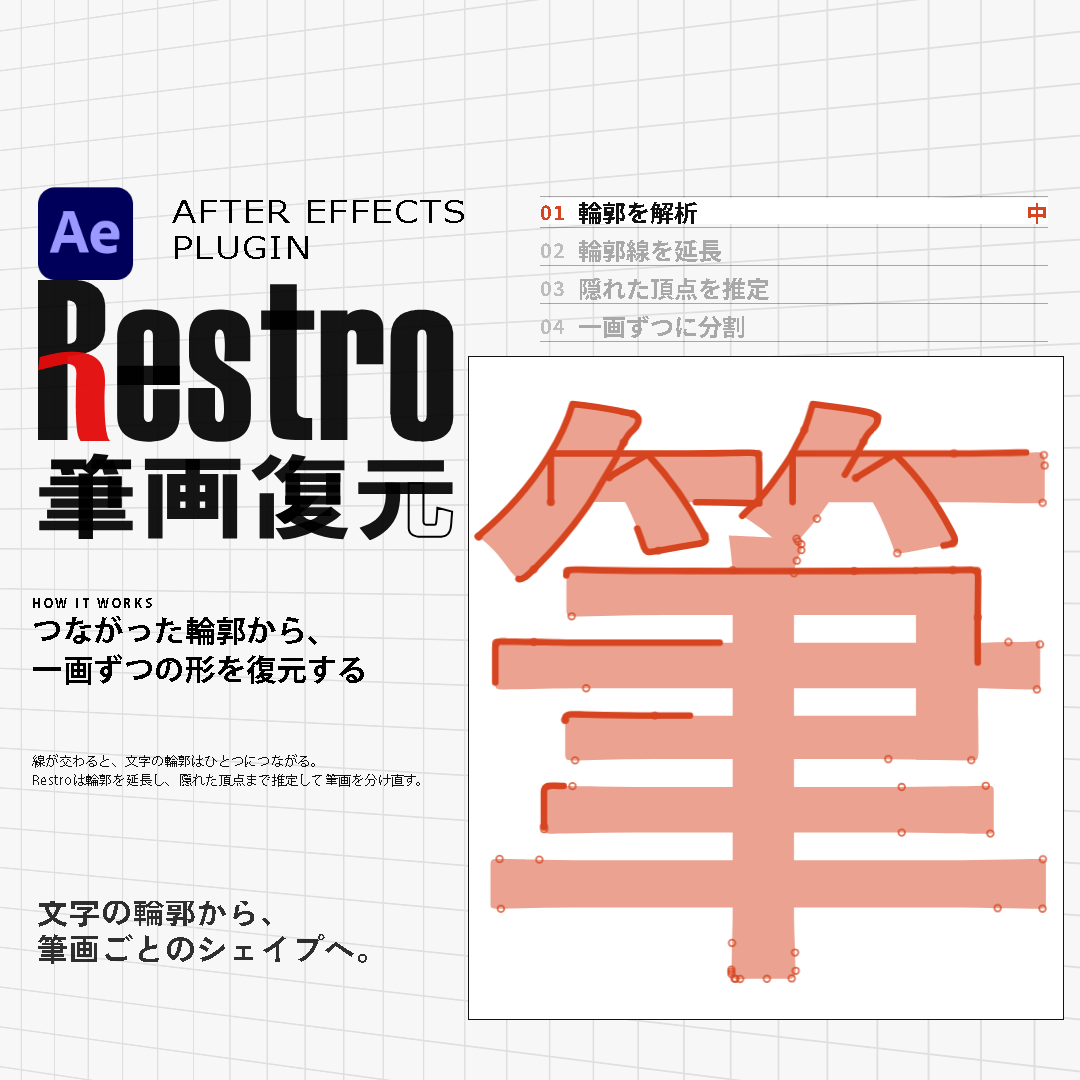 Ae
AFTER EFFECTS
PLUGIN
Restro
筆画復元
HOW IT WORKS
つながった輪郭から、
一画ずつの形を復元する
線が交わると、文字の輪郭はひとつにつながる。
Restroは輪郭を延長し、隠れた頂点まで推定して筆画を分け直す。
文字の輪郭から、
筆画ごとのシェイプへ。
01 輪郭を解析 中
02 輪郭線を延長
03 隠れた頂点を推定
04 一画ずつに分割
筆